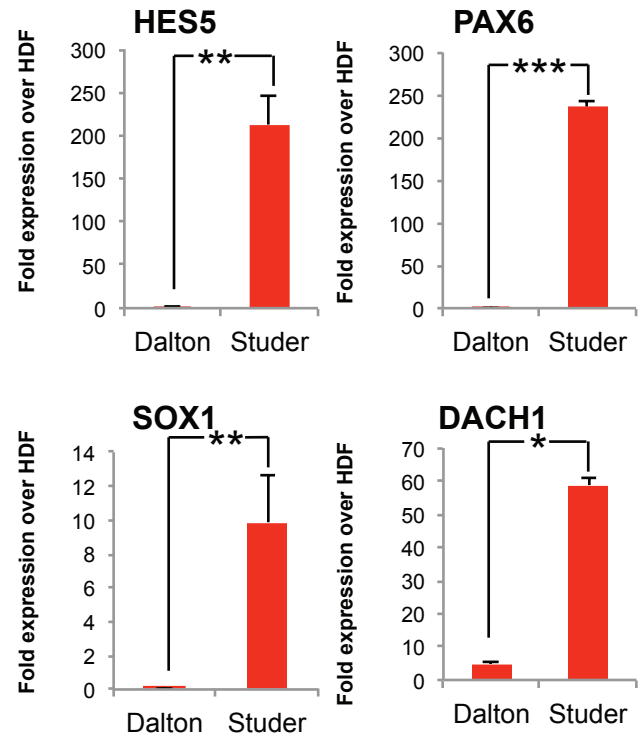 HES5
Fold expression over HDF
300
250
200
150
100
50
0
**
Dalton Studer
PAX6
Fold expression over HDF
300
250
200
150
100
50
0
***
Dalton Studer
SOX1
Fold expression over HDF
14
12
10
8
6
4
2
0
**
Dalton Studer
DACH1
Fold expression over HDF
70
60
50
40
30
20
10
0
*
Dalton Studer